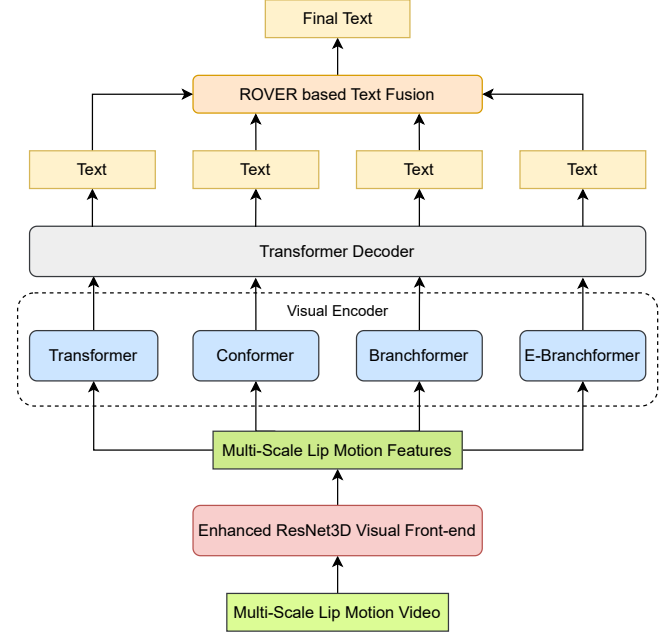 Final Text
ROVER based Text Fusion
Text Text Text Text
Transformer Decoder
Visual Encoder
Transformer Conformer Branchformer E-Branchformer
Multi-Scale Lip Motion Features
Enhanced ResNet3D Visual Front-end
Multi-Scale Lip Motion Video